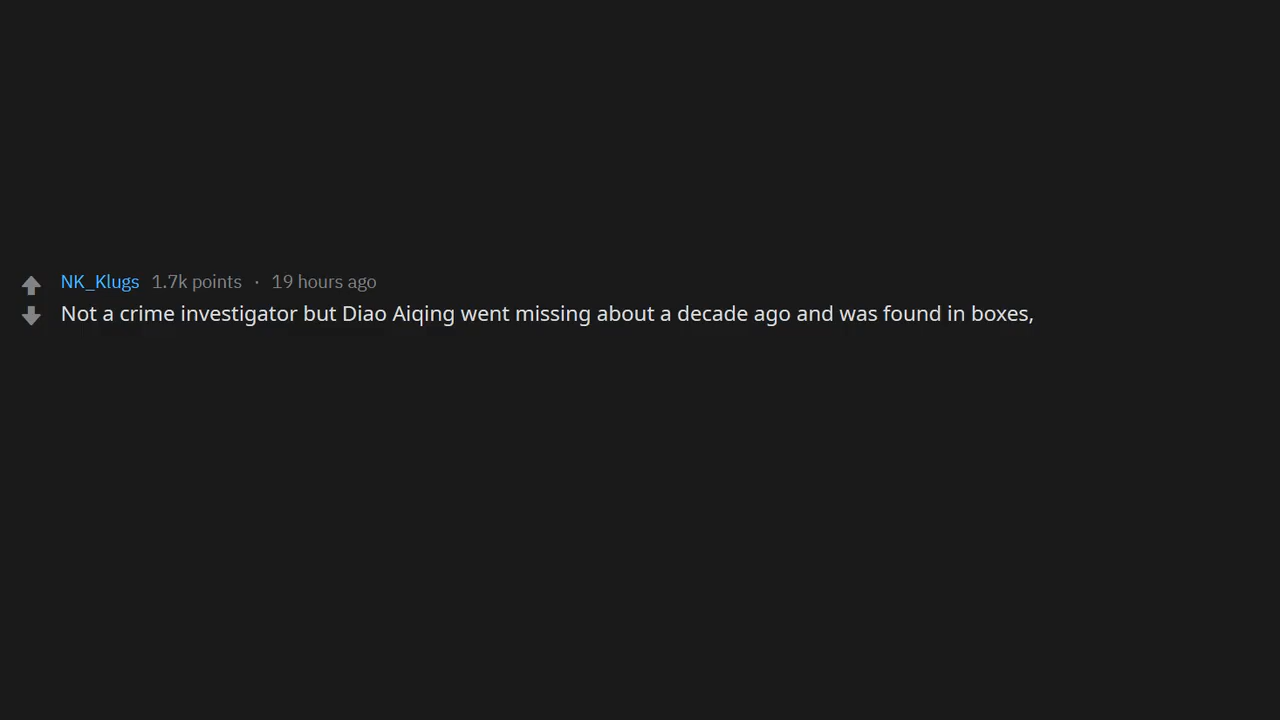 NK_Klugs 1.7k points · 19 hours ago
Not a crime investigator but Diao Aiqing went missing about a decade ago and was found in boxes,